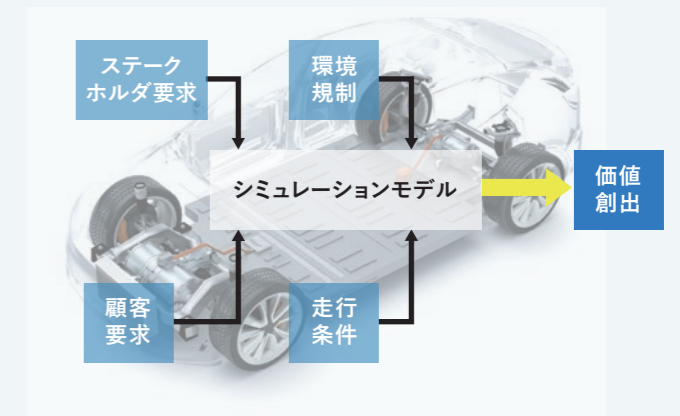 ステーク
ホルダ要求
環境
規制
シミュレーションモデル
価値
創出
顧客
要求
走行
条件